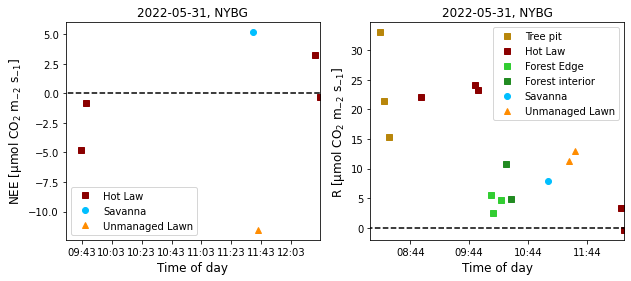 2022-05-31, NYBG
NEE [μmol CO₂ m₋₂ s₋₁]
5.0
2.5
0.0
−2.5
−5.0
−7.5
−10.0
Hot Law
Savanna
Unmanaged Lawn
09:43 10:03 10:23 10:43 11:03 11:23 11:43 12:03
Time of day
2022-05-31, NYBG
R [μmol CO₂ m₋₂ s₋₁]
30
25
20
15
10
5
0
Tree pit
Hot Law
Forest Edge
Forest interior
Savanna
Unmanaged Lawn
08:44 09:44 10:44 11:44
Time of day